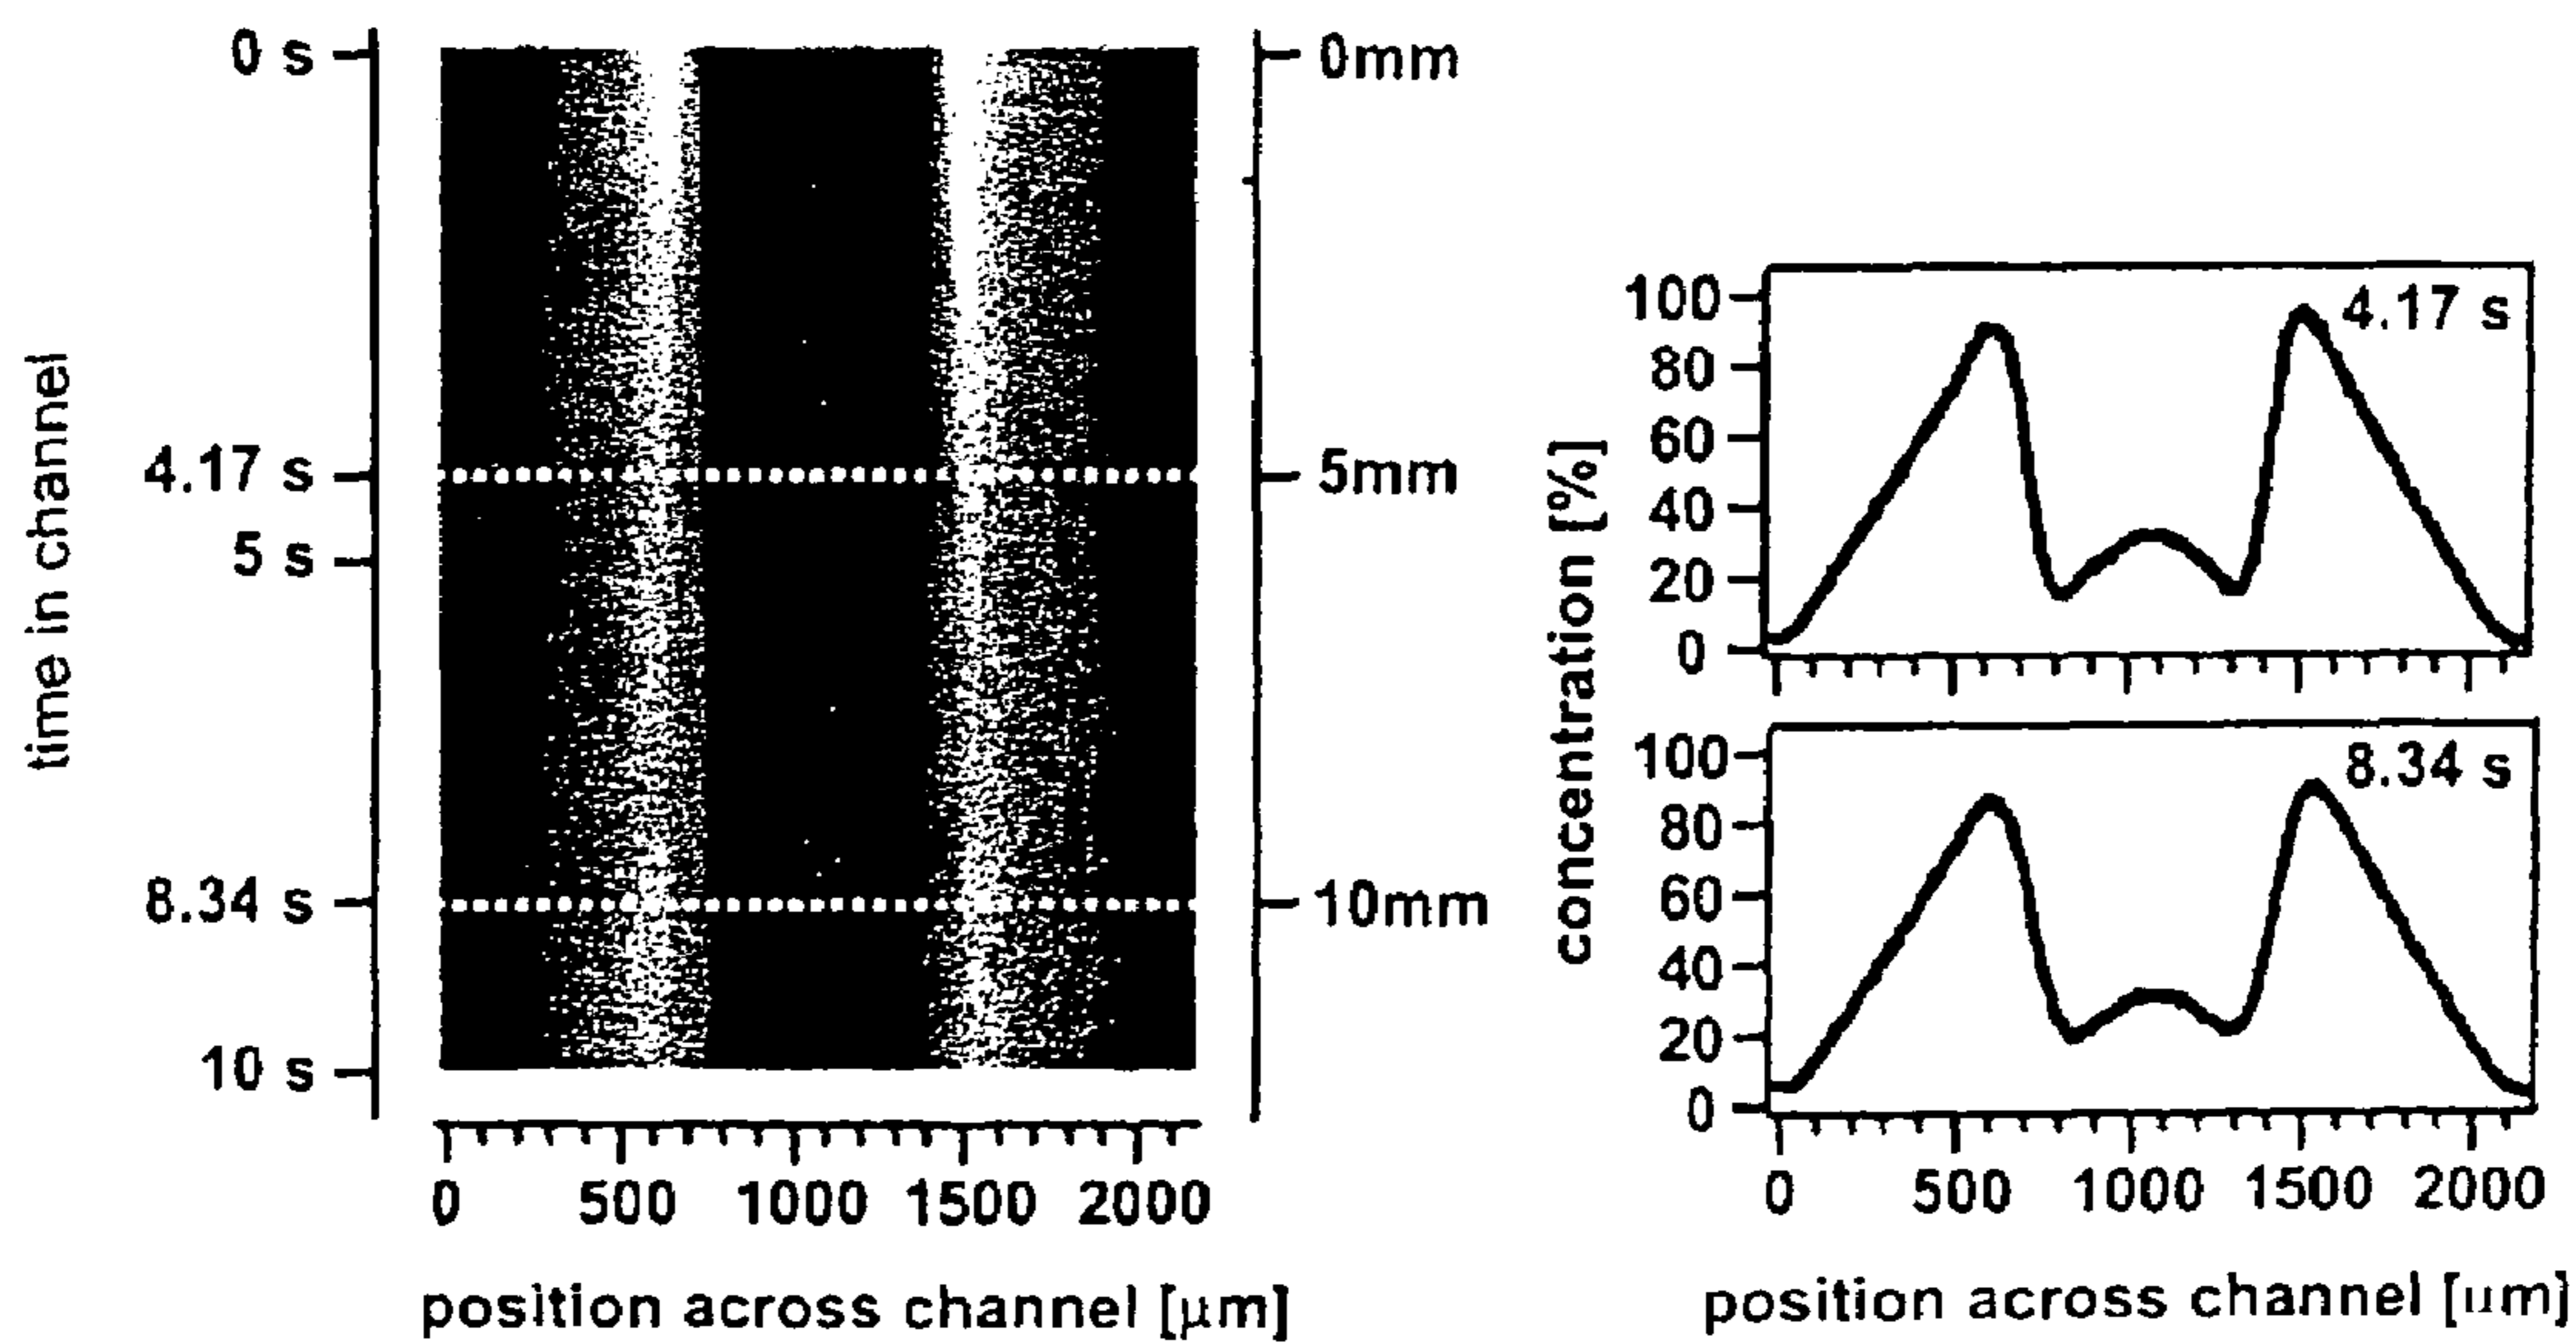 time in channel
0 s
4.17 s
5 s
8.34 s
10 s
0mm
5mm
10mm
0 500 1000 1500 2000
position across channel [μm]
concentration [%]
100
80
60
40
20
0
4.17 s
100
80
60
40
20
0
8.34 s
0 500 1000 1500 2000
position across channel [um]